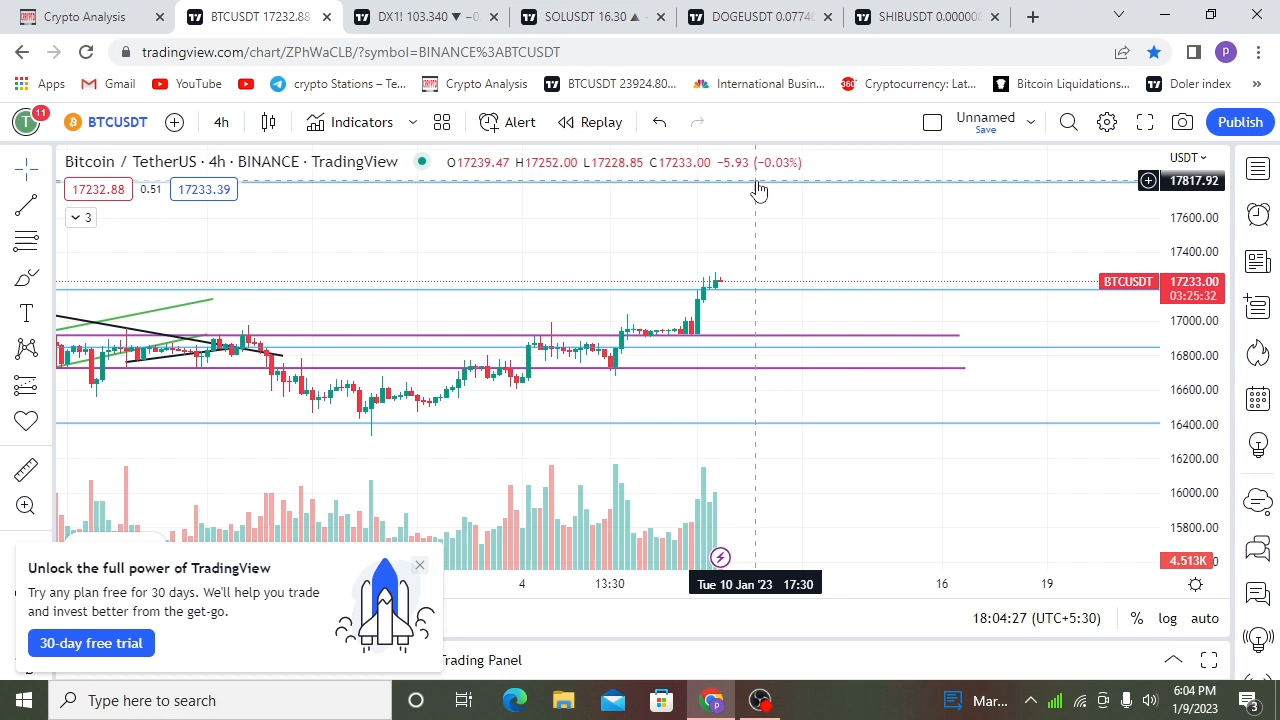 Crypto Analysis
BTCUSDT 17232.88
DX1! 103.340 ▼ −0
SOLUSDT 16.30 ▲
DOGEUSDT 0.0774
SHIBUSDT 0.00000
tradingview.com/chart/ZPhWaCLB/?symbol=BINANCE%3ABTCUSDT
P
Apps
Gmail
YouTube
crypto Stations – Te...
Crypto Analysis
BTCUSDT 23924.80...
International Busin...
Cryptocurrency: Lat...
Bitcoin Liquidations...
Doler index
»
T 11
BTCUSDT
4h
Indicators
Alert
Replay
Unnamed
Save
Publish
Bitcoin / TetherUS · 4h · BINANCE · TradingView
O17239.47 H17252.00 L17228.85 C17233.00 −5.93 (−0.03%)
USDT
17232.88 0.51 17233.39
3
17817.92
17600.00
17400.00
BTCUSDT 17233.00
03:25:32
17000.00
16800.00
16600.00
16400.00
16200.00
16000.00
15800.00
4.513K
4
13:30
Tue 10 Jan '23 17:30
16
19
Unlock the full power of TradingView
Try any plan free for 30 days. We'll help you trade
and invest better from the get-go.
30-day free trial
18:04:27 (UTC+5:30)
%
log
auto
Trading Panel
Type here to search
Mar...
6:04 PM
1/9/2023
3